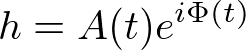 h = A(t)e^{iΦ(t)}